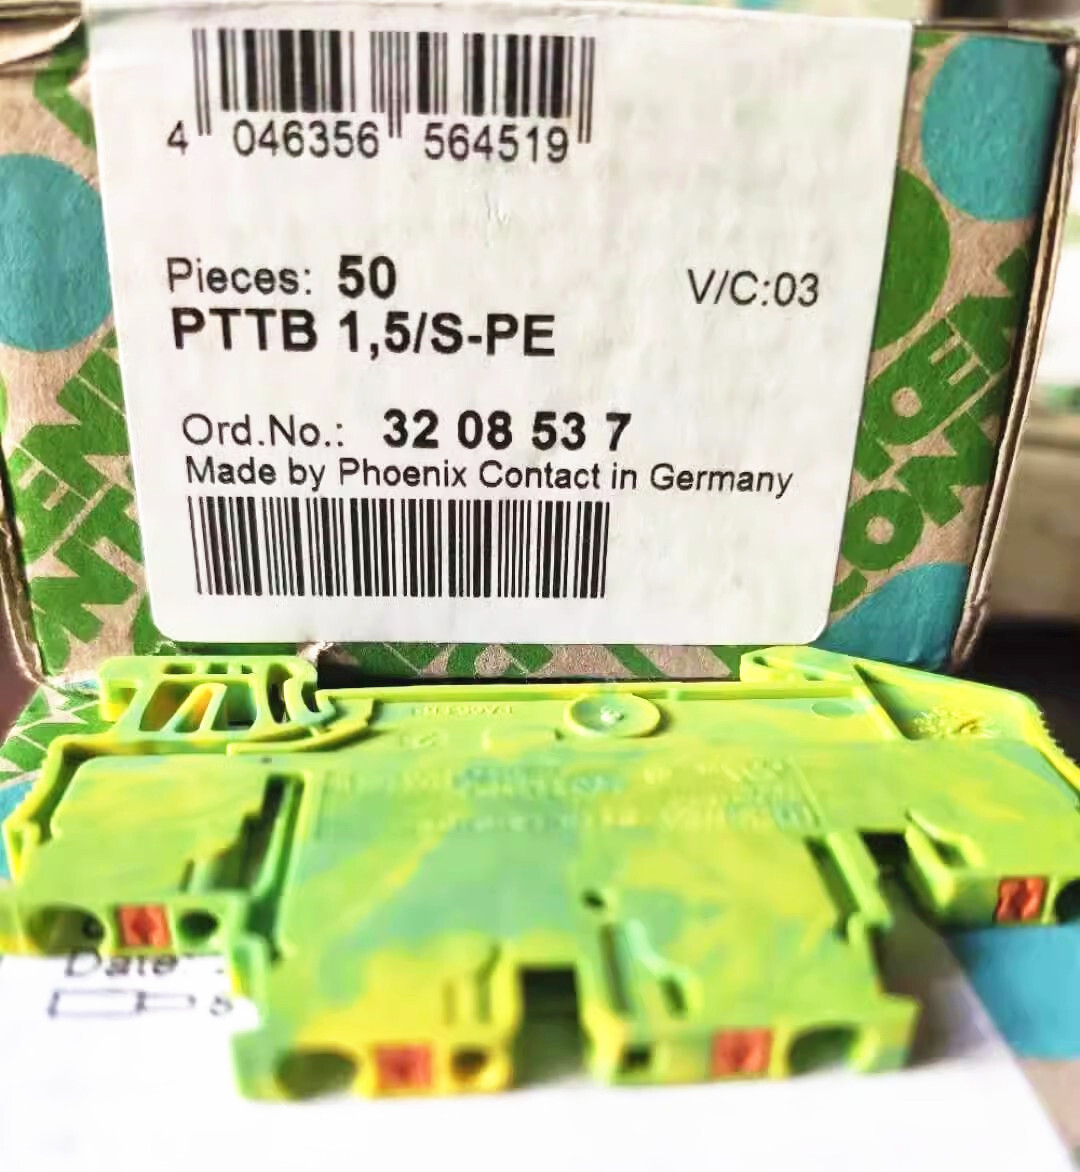 4 046356 564519
Pieces: 50
V/C:03
PTTB 1,5/S-PE
Ord.No.: 32 08 53 7
Made by Phoenix Contact in Germany
Date